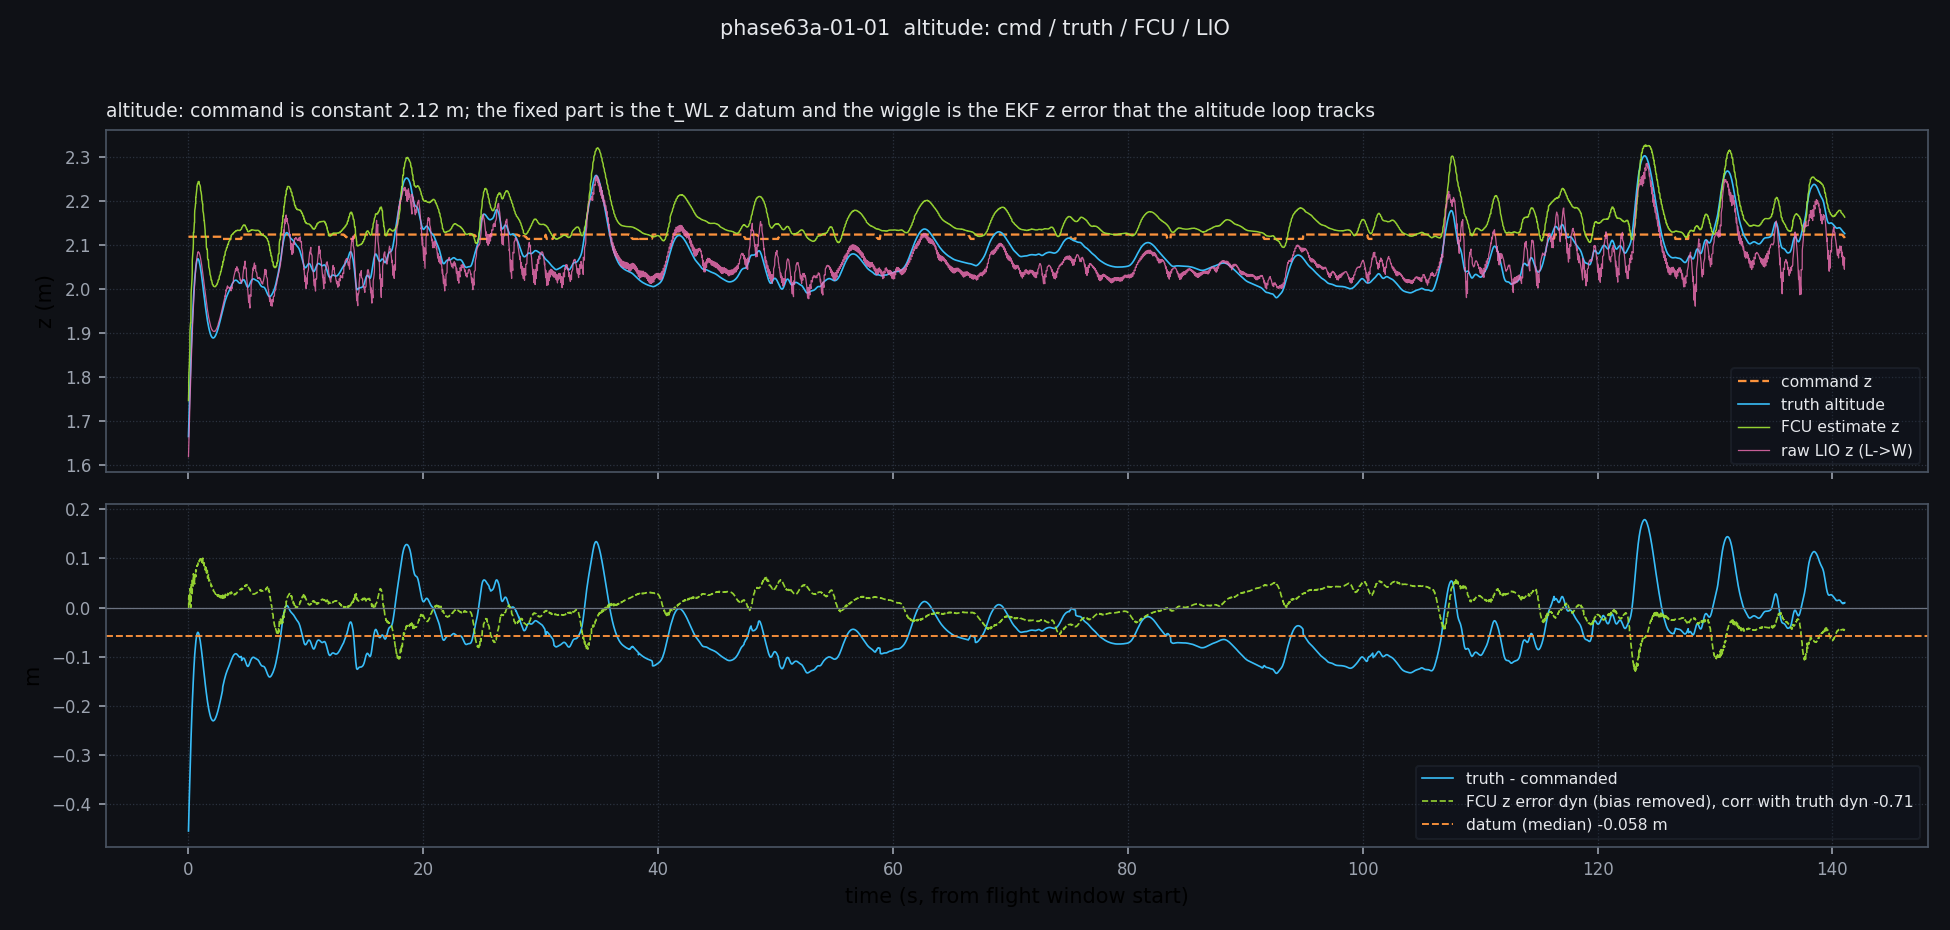 phase63a-01-01  altitude: cmd / truth / FCU / LIO
altitude: command is constant 2.12 m; the fixed part is the t_WL z datum and the wiggle is the EKF z error that the altitude loop tracks
z (m)
2.3
2.2
2.1
2.0
1.9
1.8
1.7
1.6
command z
truth altitude
FCU estimate z
raw LIO z (L->W)
m
0.2
0.1
0.0
−0.1
−0.2
−0.3
−0.4
truth - commanded
FCU z error dyn (bias removed), corr with truth dyn -0.71
datum (median) -0.058 m
0 20 40 60 80 100 120 140
time (s, from flight window start)